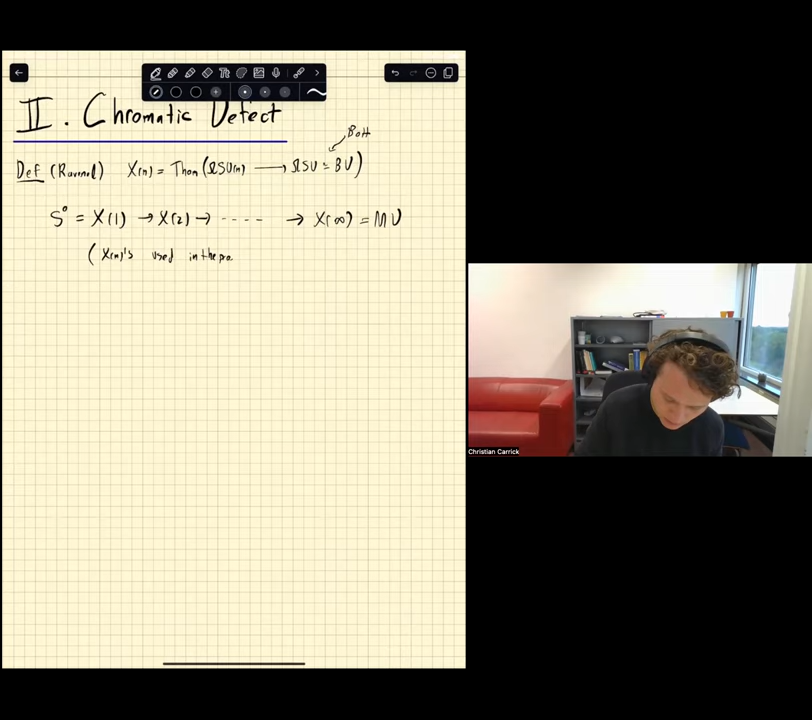 II. Chromatic Defect
Bott
Def (Ravenel) X(n) = Thom (ΩSU(n) → ΩSU ≃ BU)
S⁰ = X(1) → X(2) → ---- → X(∞) = MU
(X(n)'s used in the pro
Christian Carrick